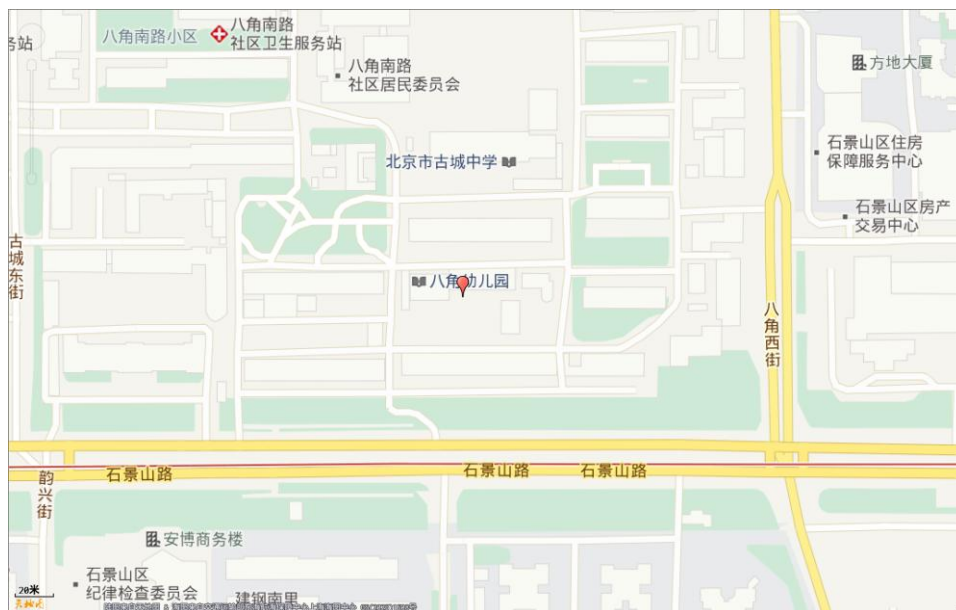 务站
八角南路小区
八角南路
社区卫生服务站
八角南路
社区居民委员会
方地大厦
北京市古城中学
石景山区住房
保障服务中心
石景山区房产
交易中心
古城东街
八角幼儿园
八角西街
石景山路
石景山路
石景山路
韵兴街
安博商务楼
石景山区
纪律检查委员会
建钢南里
20米